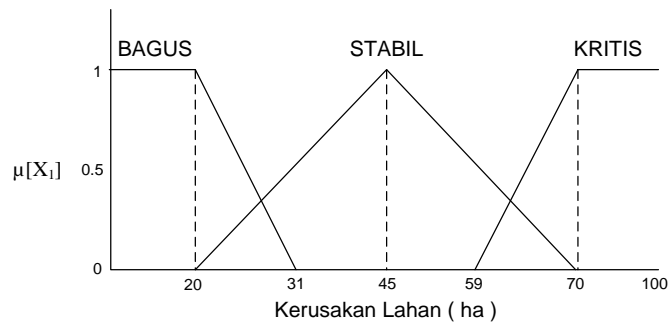 BAGUS STABIL KRITIS
1
μ[X₁] 0.5
0
20 31 45 59 70 100
Kerusakan Lahan ( ha )